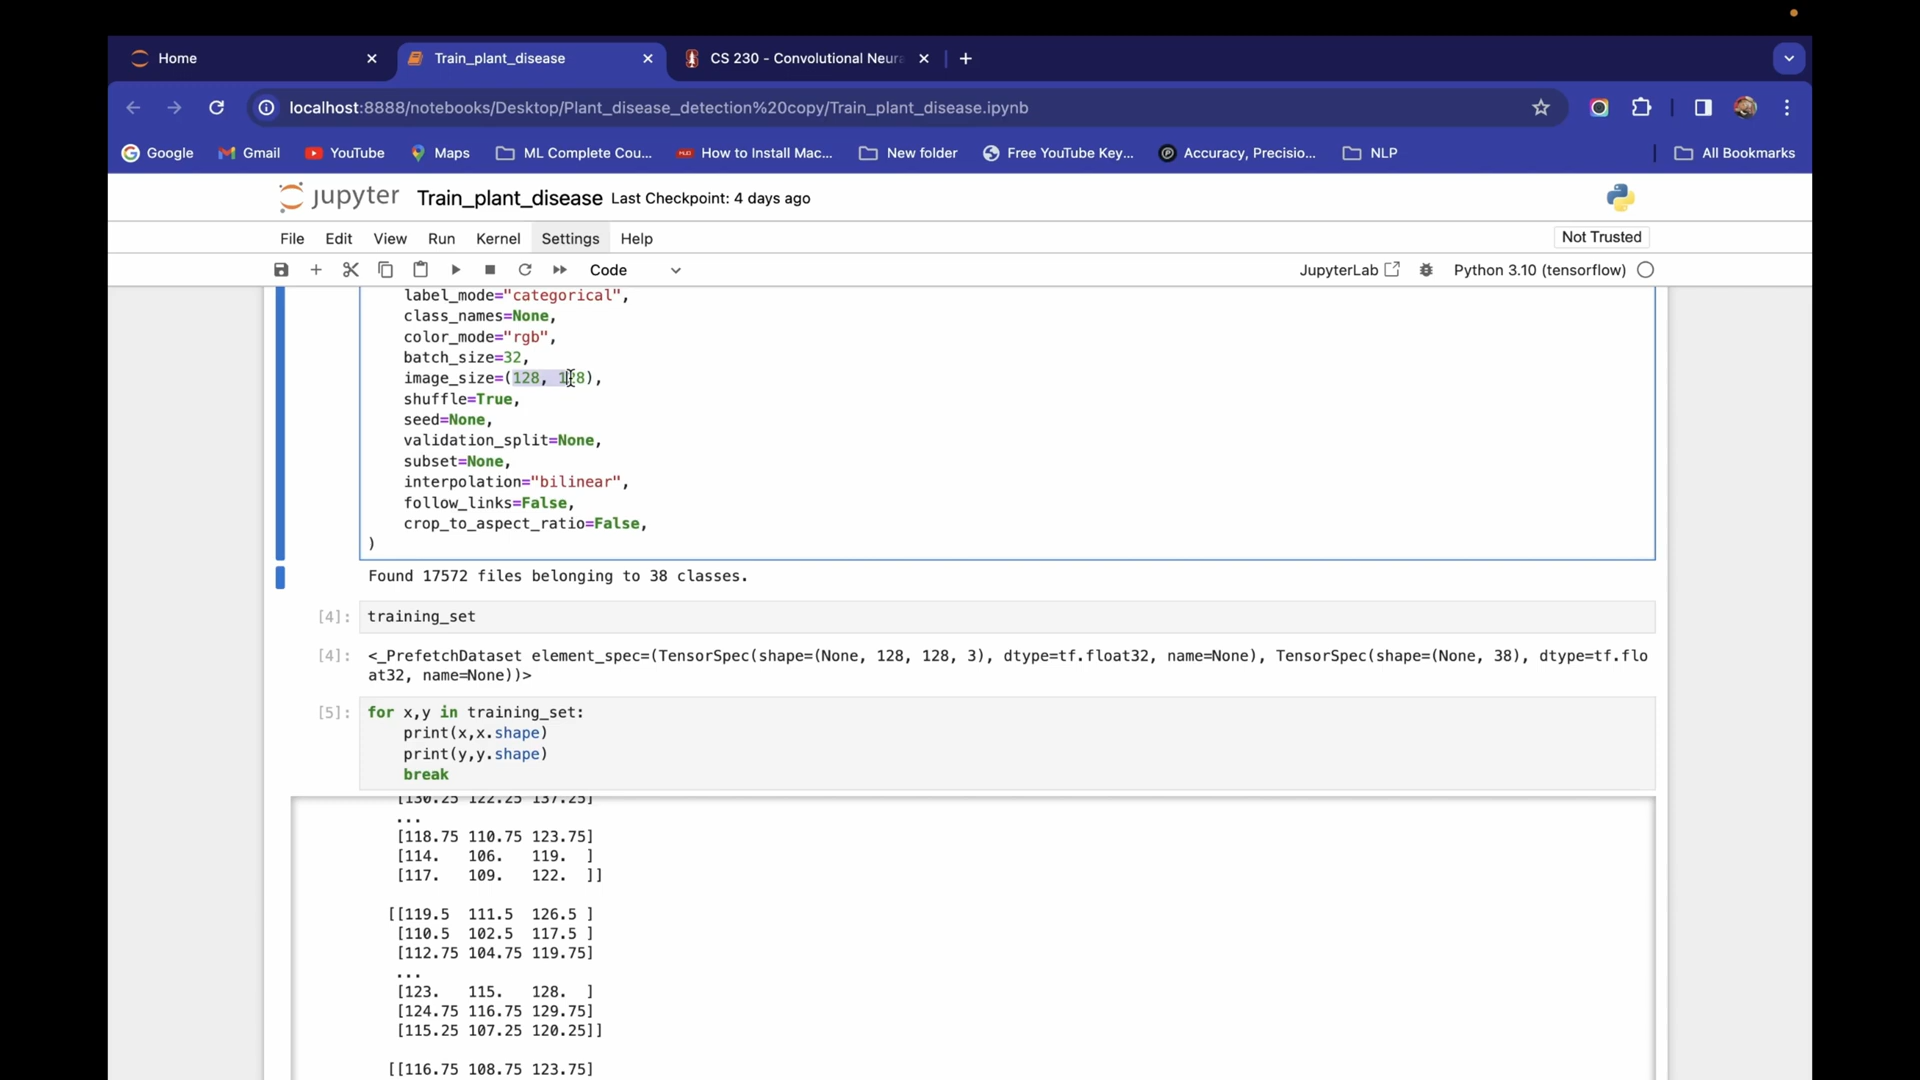 Home
Train_plant_disease
CS 230 - Convolutional Neura
localhost:8888/notebooks/Desktop/Plant_disease_detection%20copy/Train_plant_disease.ipynb
Google Gmail YouTube Maps ML Complete Cou... How to Install Mac... New folder Free YouTube Key... Accuracy, Precisio... NLP All Bookmarks
jupyter Train_plant_disease Last Checkpoint: 4 days ago
File Edit View Run Kernel Settings Help Not Trusted
Code JupyterLab Python 3.10 (tensorflow)
label_mode="categorical",
class_names=None,
color_mode="rgb",
batch_size=32,
image_size=(128, 128),
shuffle=True,
seed=None,
validation_split=None,
subset=None,
interpolation="bilinear",
follow_links=False,
crop_to_aspect_ratio=False,
)
Found 17572 files belonging to 38 classes.
[4]: training_set
[4]: <_PrefetchDataset element_spec=(TensorSpec(shape=(None, 128, 128, 3), dtype=tf.float32, name=None), TensorSpec(shape=(None, 38), dtype=tf.flo
at32, name=None))>
[5]: for x,y in training_set:
print(x,x.shape)
print(y,y.shape)
break
[130.25 122.25 137.25]
...
[118.75 110.75 123.75]
[114. 106. 119. ]
[117. 109. 122. ]]
[[119.5 111.5 126.5 ]
[110.5 102.5 117.5 ]
[112.75 104.75 119.75]
...
[123. 115. 128. ]
[124.75 116.75 129.75]
[115.25 107.25 120.25]]
[[116.75 108.75 123.75]